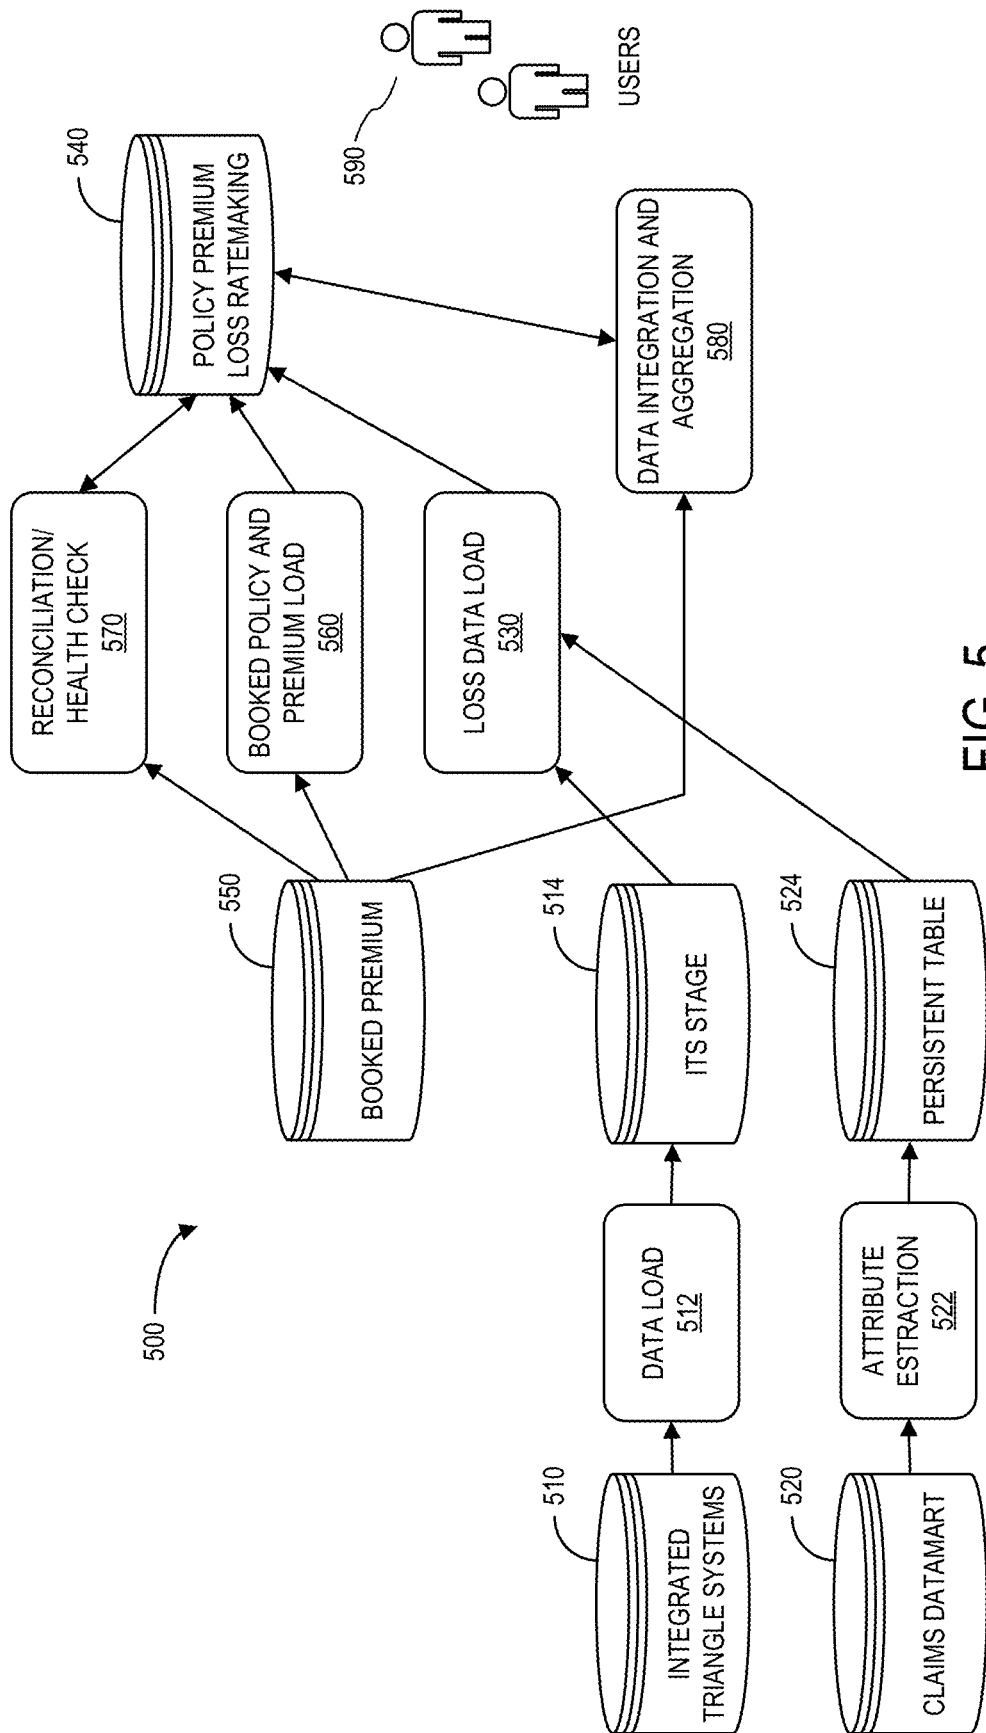 500
INTEGRATED
TRIANGLE SYSTEMS
510
DATA LOAD
512
ITS STAGE
514
CLAIMS DATAMART
520
ATTRIBUTE
ESTRACTION
522
PERSISTENT TABLE
524
BOOKED PREMIUM
550
RECONCILIATION/
HEALTH CHECK
570
BOOKED POLICY AND
PREMIUM LOAD
560
LOSS DATA LOAD
530
POLICY PREMIUM
LOSS RATEMAKING
540
DATA INTEGRATION AND
AGGREGATION
580
590
USERS
FIG. 5